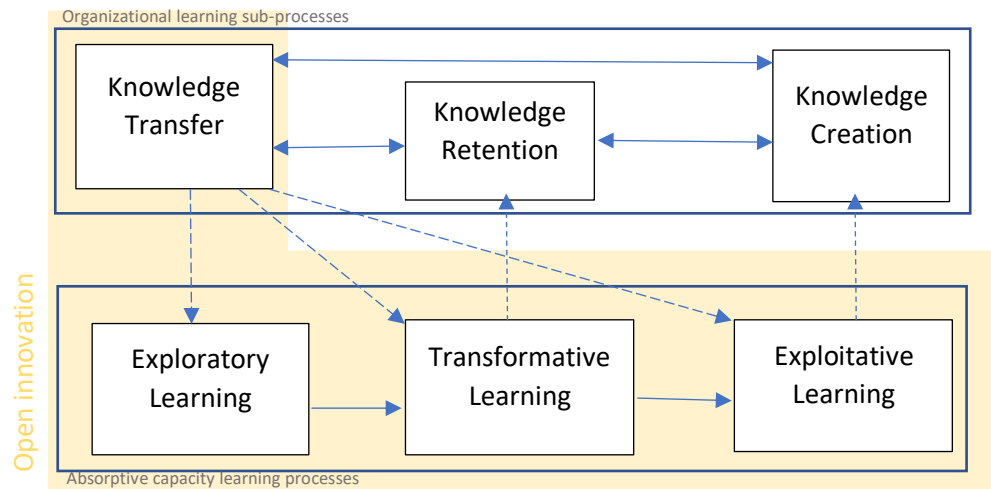 Organizational learning sub-processes
Knowledge
Transfer
Knowledge
Retention
Knowledge
Creation
Open innovation
Exploratory
Learning
Transformative
Learning
Exploitative
Learning
Absorptive capacity learning processes